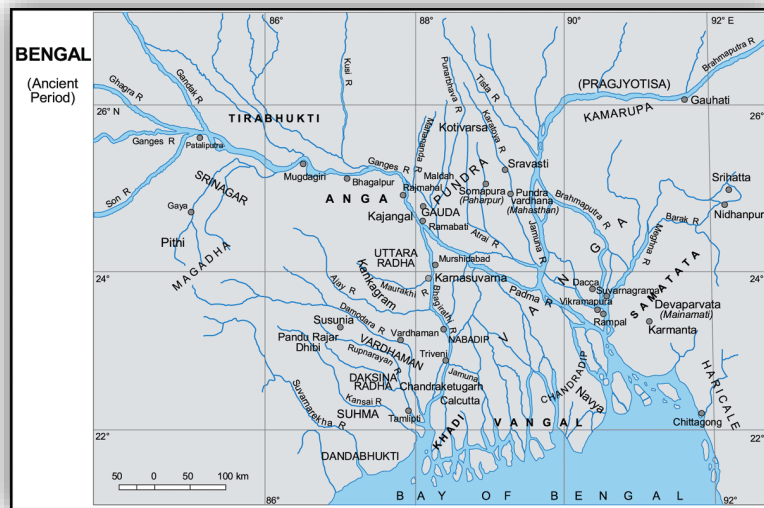 BENGAL
(Ancient
Period)
86°
88
90°
92° E
26° N
26°
24°
24°
22°
22°
86°
92°
Ghagra R
Gandak R
Kusi R
Punarbhava R
Tista R
Karatoya R
Mahananda R
Brahmaputra R
(PRAGJYOTISA)
KAMARUPA
Gauhati
TIRABHUKTI
Kotivarsa
Ganges R
Pataliputra
Son R
SRINAGAR
Gaya
Pithi
MAGADHA
Mugdagiri
Bhagalpur
Ganges R
Rajmahal
ANGA
Kajangal
Maldah
PUNDRA
GAUDA
Ramabati
Somapura
(Paharpur)
Sravasti
Pundra
vardhana
(Mahasthan)
Brahmaputra R
Srihatta
Nidhanpur
Barak R
Meghna R
Atrai R
Jamuna R
VANGA
UTTARA
RADHA
Murshidabad
Kankagram
Maurakhi R
Karnasuvarna
Ajay R
Bhagirathi R
Padma R
Dacca
Suvarnagrama
Vikramapura
Rampal
SAMATATA
Devaparvata
(Mainamati)
Karmanta
Damodara R
Susunia
Pandu Rajar
Dhibi
Vardhaman
VARDHAMAN
NABADIP
Rupnarayan R
Triveni
Jamuna
DAKSINA
RADHA
Chandraketugarh
Calcutta
Kansai R
SUHMA
Tamlipti
Suvarnarekha R
DANDABHUKTI
KHADI
VANGAL
CHANDRADIP
Navya
HARICALE
Chittagong
50 0 50 100 km
BAY OF BENGAL